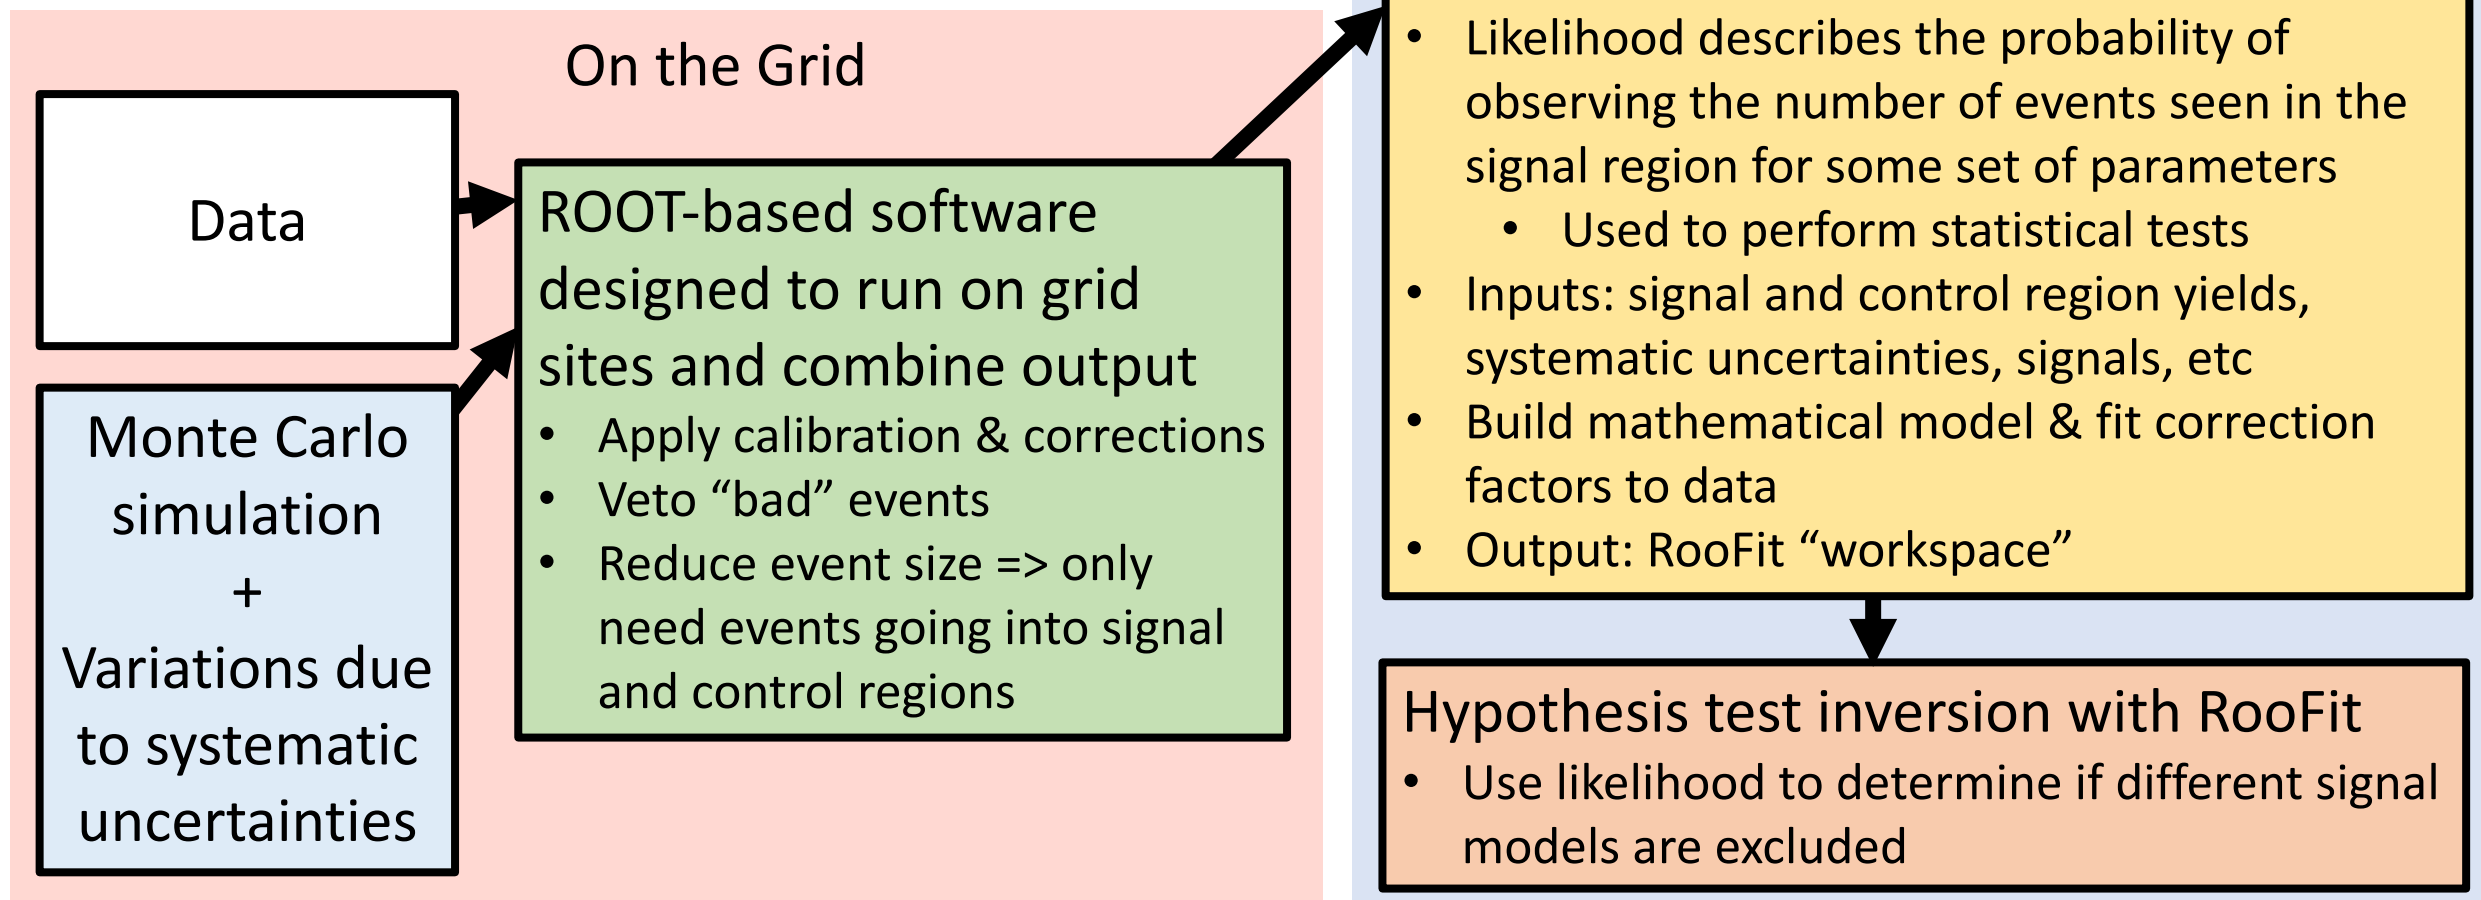 On the Grid
Data
Monte Carlo
simulation
+
Variations due
to systematic
uncertainties
ROOT-based software
designed to run on grid
sites and combine output
• Apply calibration & corrections
• Veto “bad” events
• Reduce event size => only
need events going into signal
and control regions
• Likelihood describes the probability of
observing the number of events seen in the
signal region for some set of parameters
• Used to perform statistical tests
• Inputs: signal and control region yields,
systematic uncertainties, signals, etc
• Build mathematical model & fit correction
factors to data
• Output: RooFit “workspace”
Hypothesis test inversion with RooFit
• Use likelihood to determine if different signal
models are excluded